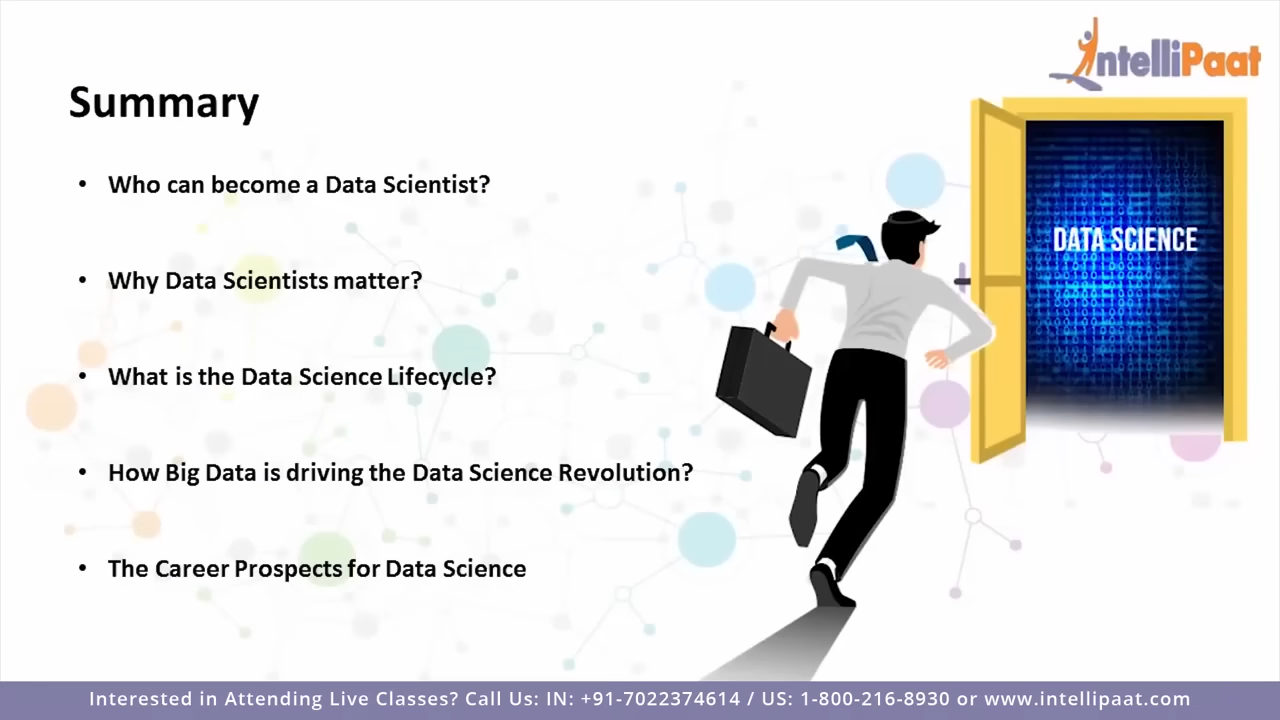 IntelliPaat
Summary
• Who can become a Data Scientist?
• Why Data Scientists matter?
• What is the Data Science Lifecycle?
• How Big Data is driving the Data Science Revolution?
• The Career Prospects for Data Science
DATA SCIENCE
Interested in Attending Live Classes? Call Us: IN: +91-7022374614 / US: 1-800-216-8930 or www.intellipaat.com